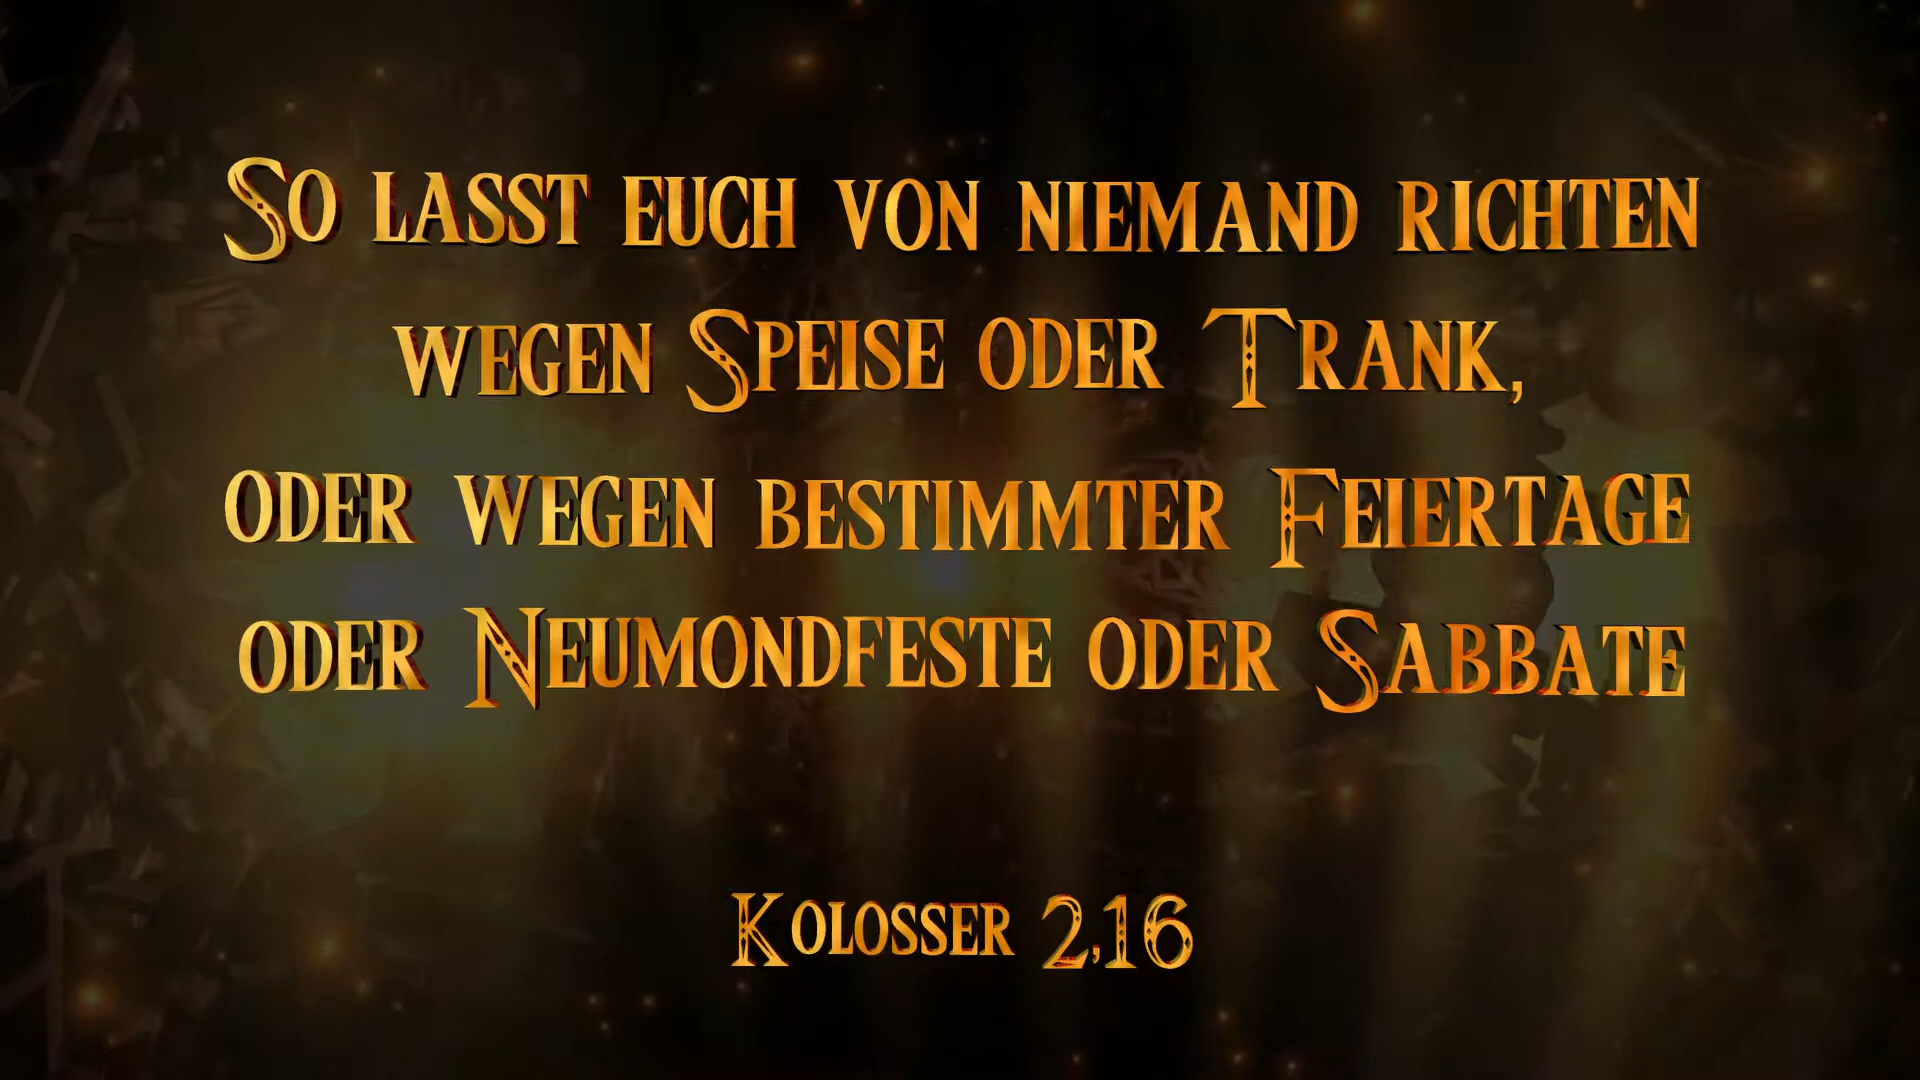 So lasst euch von niemand richten
wegen Speise oder Trank,
oder wegen bestimmter Feiertage
oder Neumondfeste oder Sabbate
Kolosser 2,16